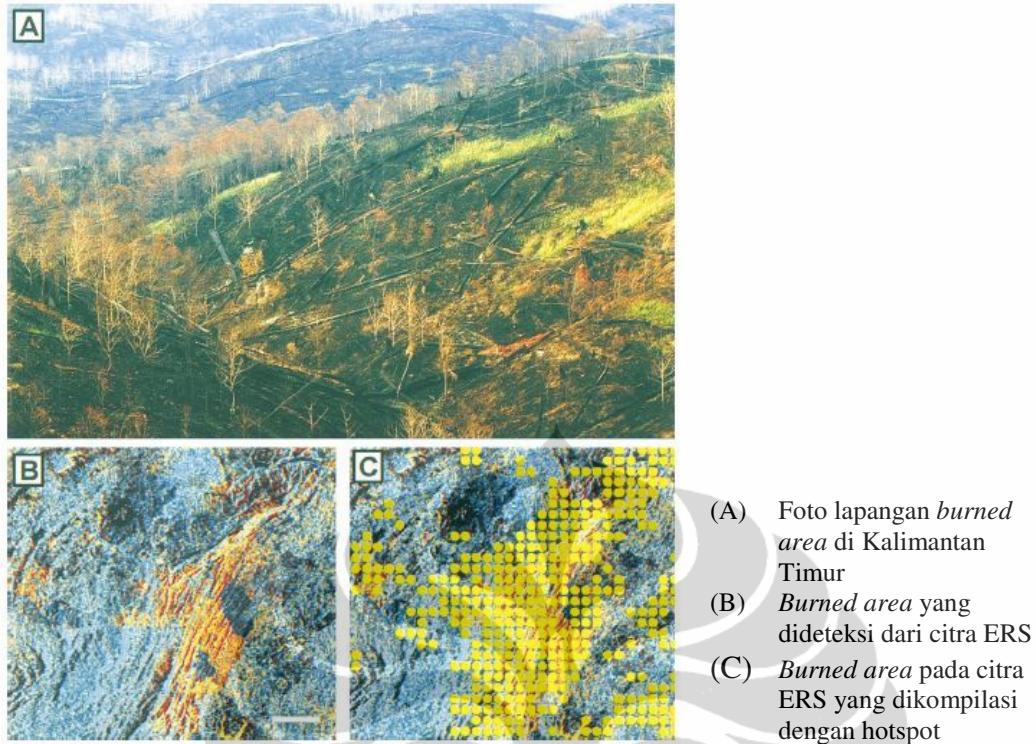 A
B
C
(A) Foto lapangan burned
area di Kalimantan
Timur
(B) Burned area yang
dideteksi dari citra ERS
(C) Burned area pada citra
ERS yang dikompilasi
dengan hotspot